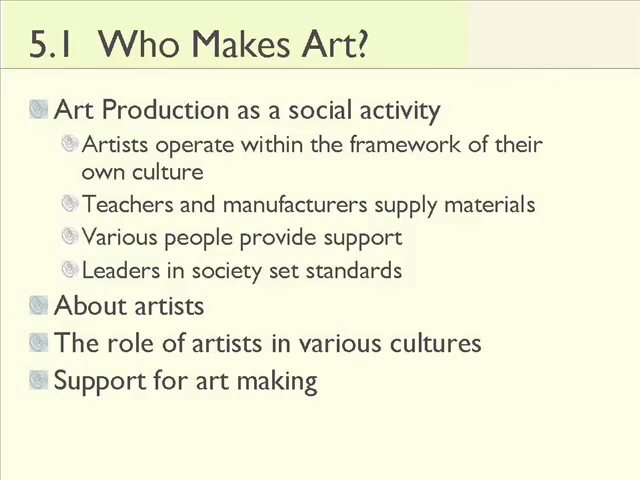 5.1 Who Makes Art?
Art Production as a social activity
Artists operate within the framework of their
own culture
Teachers and manufacturers supply materials
Various people provide support
Leaders in society set standards
About artists
The role of artists in various cultures
Support for art making